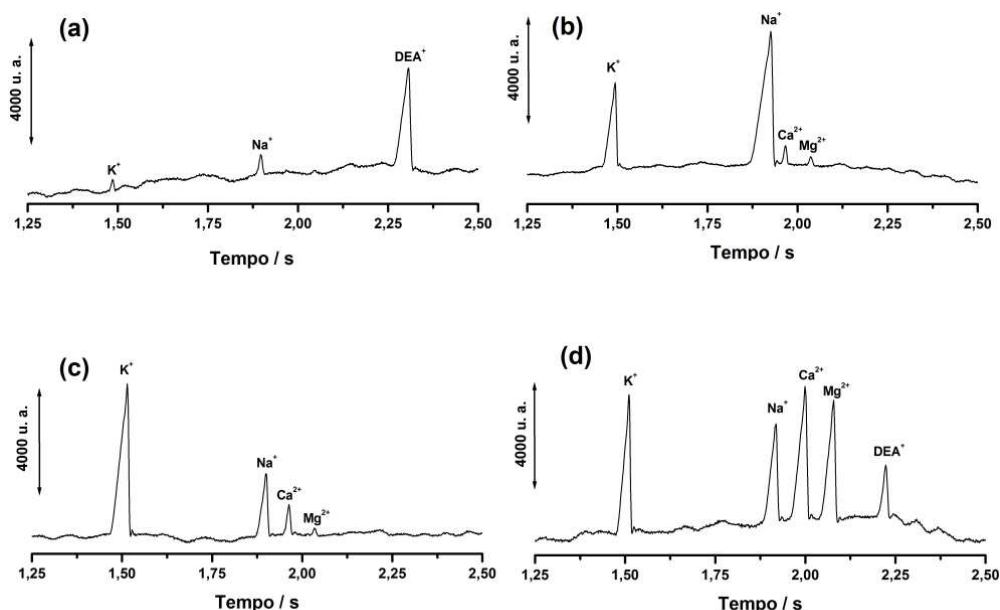 (a)
4000 u. a.
K+
Na+
DEA+
1,25 1,50 1,75 2,00 2,25 2,50
Tempo / s
(b)
4000 u. a.
K+
Na+
Ca2+
Mg2+
1,25 1,50 1,75 2,00 2,25 2,50
Tempo / s
(c)
4000 u. a.
K+
Na+
Ca2+
Mg2+
1,25 1,50 1,75 2,00 2,25 2,50
Tempo / s
(d)
4000 u. a.
K+
Na+
Ca2+
Mg2+
DEA+
1,25 1,50 1,75 2,00 2,25 2,50
Tempo / s